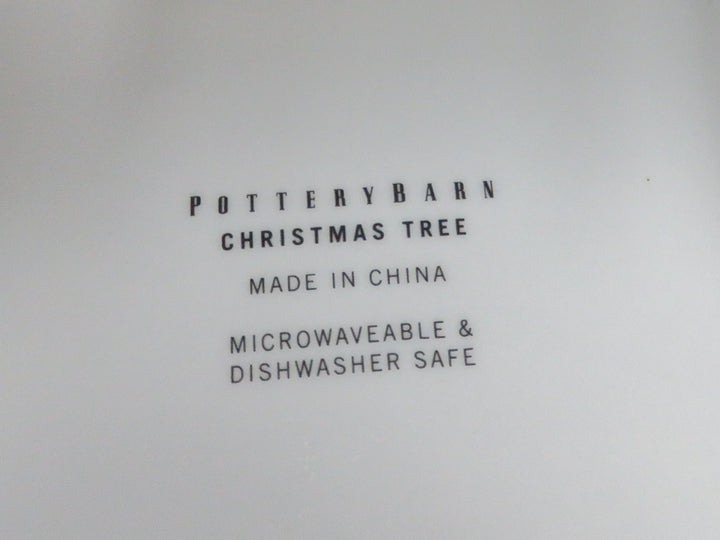 POTTERYBARN
CHRISTMAS TREE
MADE IN CHINA
MICROWAVEABLE &
DISHWASHER SAFE